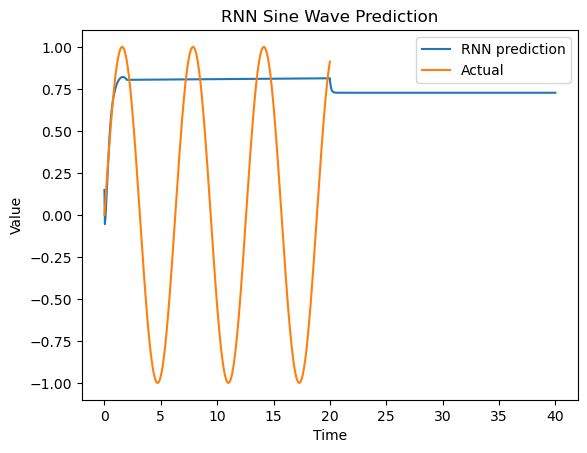 RNN Sine Wave Prediction
RNN prediction
Actual
1.00
0.75
0.50
0.25
0.00
−0.25
−0.50
−0.75
−1.00
Value
0 5 10 15 20 25 30 35 40
Time